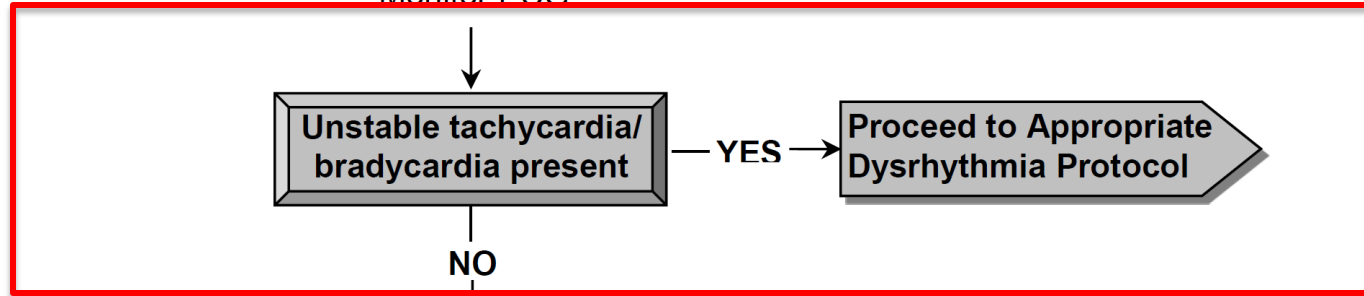 Unstable tachycardia/
bradycardia present
YES
Proceed to Appropriate
Dysrhythmia Protocol
NO